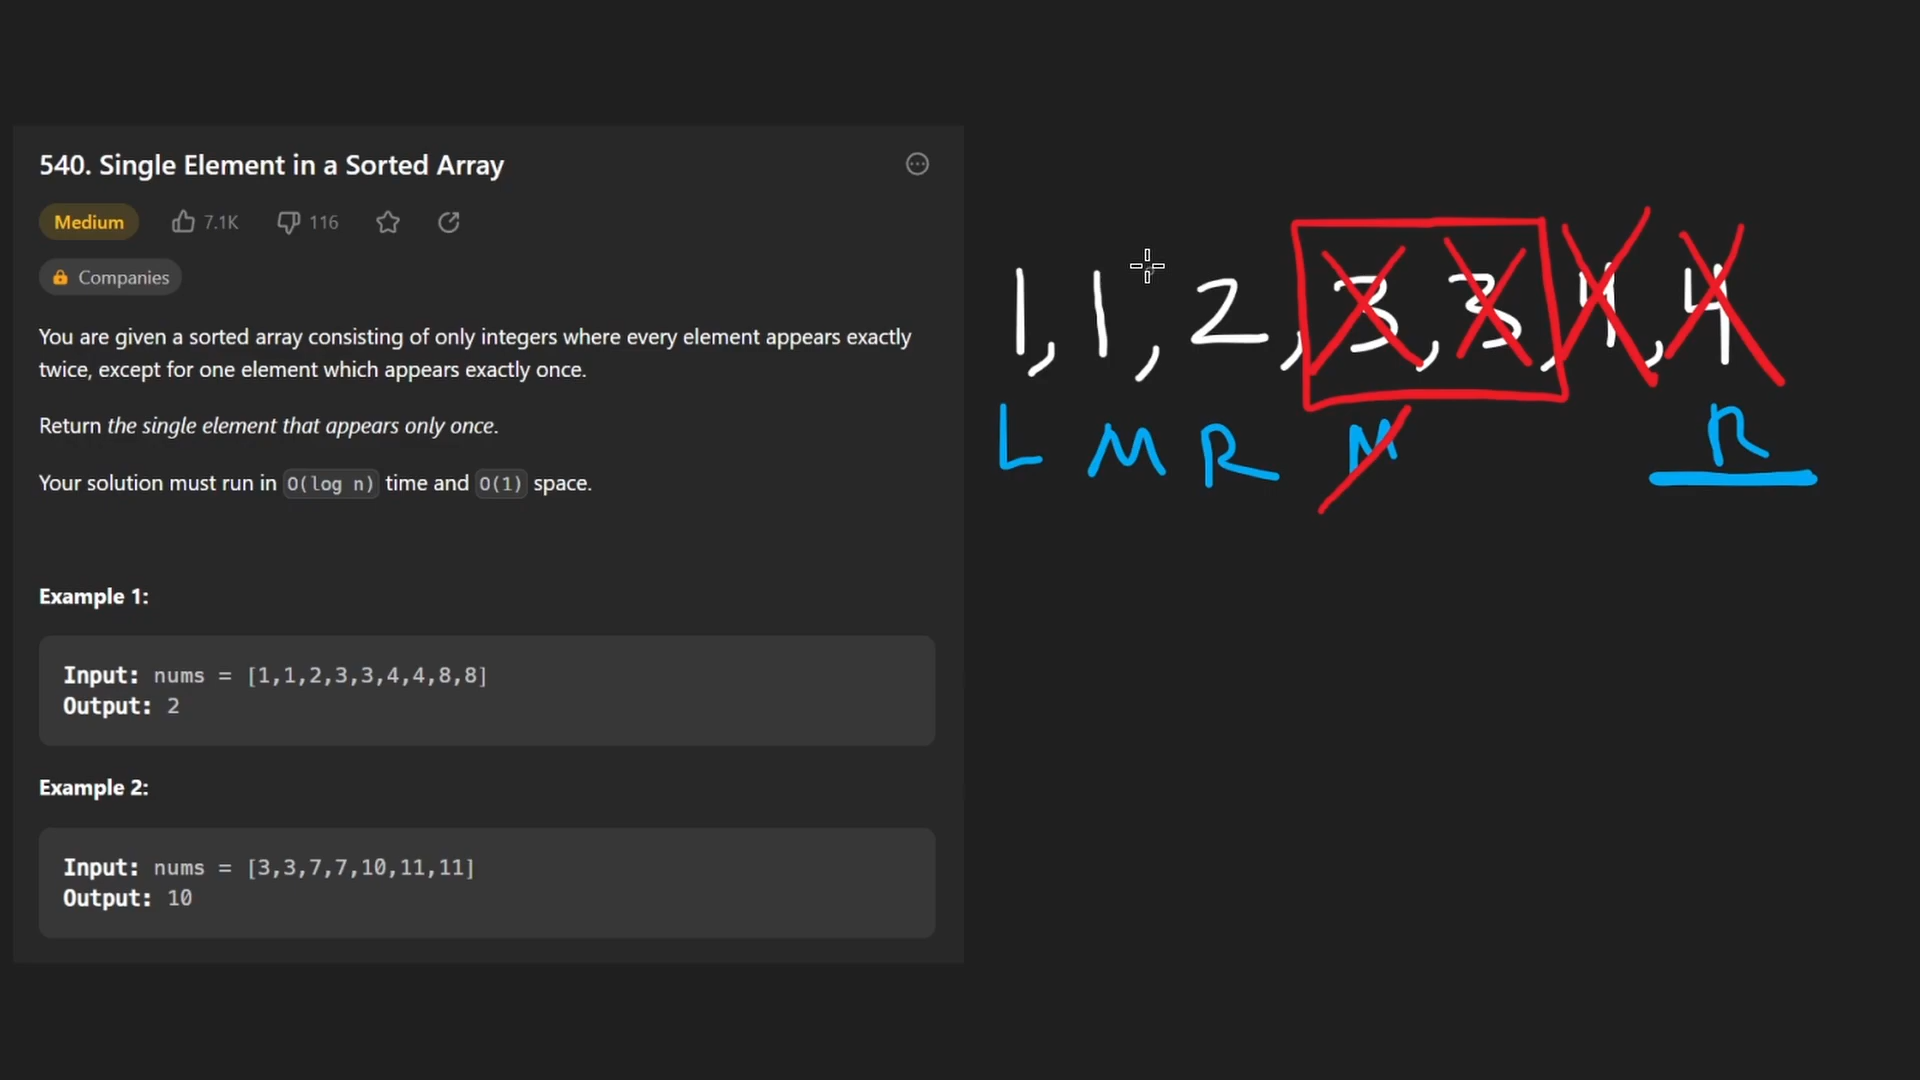 540. Single Element in a Sorted Array
Medium 7.1K 116
Companies
You are given a sorted array consisting of only integers where every element appears exactly
twice, except for one element which appears exactly once.
Return the single element that appears only once.
Your solution must run in O(log n) time and O(1) space.
Example 1:
Input: nums = [1,1,2,3,3,4,4,8,8]
Output: 2
Example 2:
Input: nums = [3,3,7,7,10,11,11]
Output: 10
1, 1, 2, 3, 3, 4, 4
L M R M R